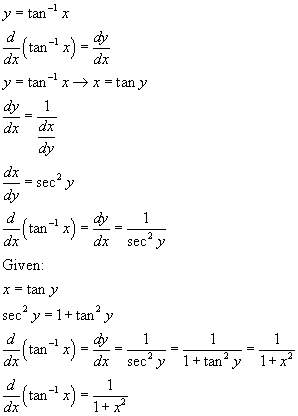 y = tan⁻¹ x
d/dx (tan⁻¹ x) = dy/dx
y = tan⁻¹ x → x = tan y
dy/dx = 1/(dx/dy)
dx/dy = sec² y
d/dx (tan⁻¹ x) = dy/dx = 1/(sec² y)
Given:
x = tan y
sec² y = 1 + tan² y
d/dx (tan⁻¹ x) = dy/dx = 1/(sec² y) = 1/(1 + tan² y) = 1/(1 + x²)
d/dx (tan⁻¹ x) = 1/(1 + x²)